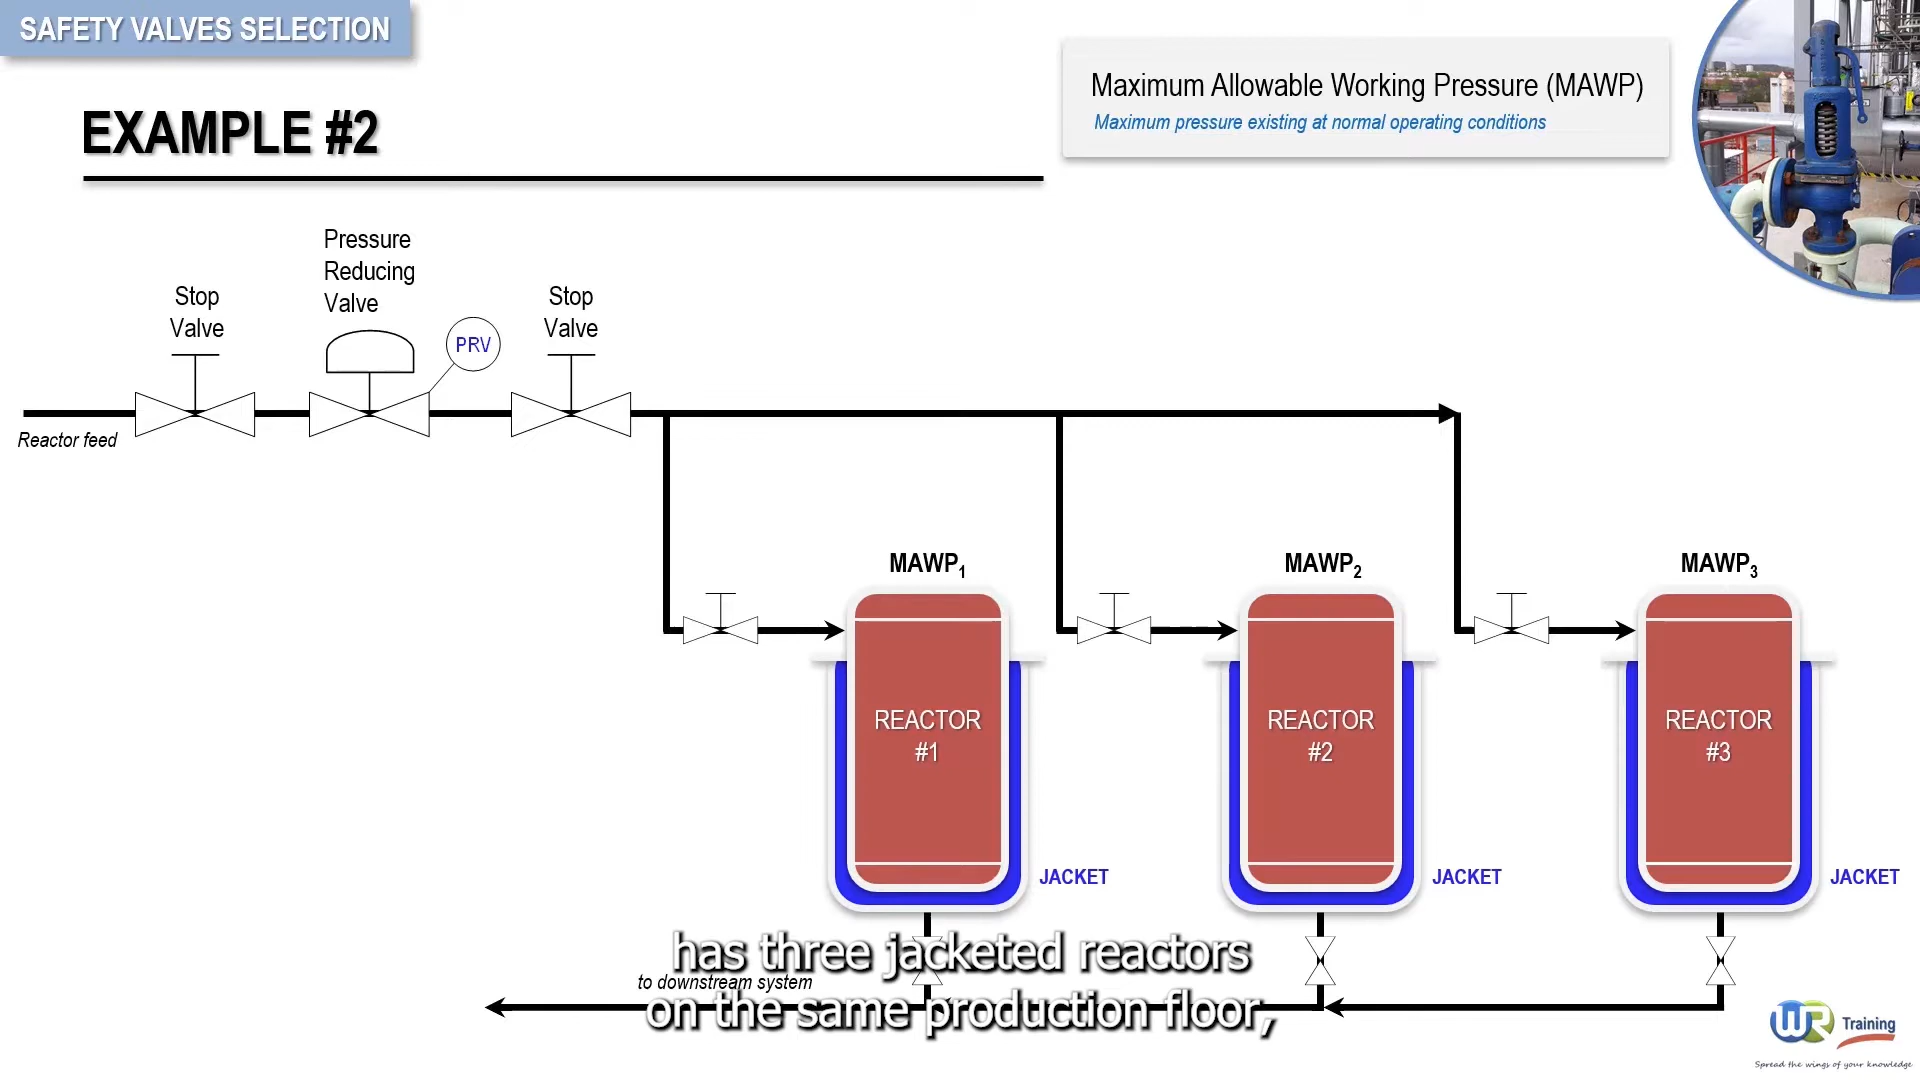 SAFETY VALVES SELECTION
Maximum Allowable Working Pressure (MAWP)
Maximum pressure existing at normal operating conditions
EXAMPLE #2
Pressure
Reducing
Valve
Stop
Valve
Stop
Valve
PRV
Reactor feed
MAWP1
MAWP2
MAWP3
REACTOR
#1
REACTOR
#2
REACTOR
#3
JACKET
JACKET
JACKET
to downstream system
has three jacketed reactors
on the same production floor,
WR Training
Spread the wings of your knowledge